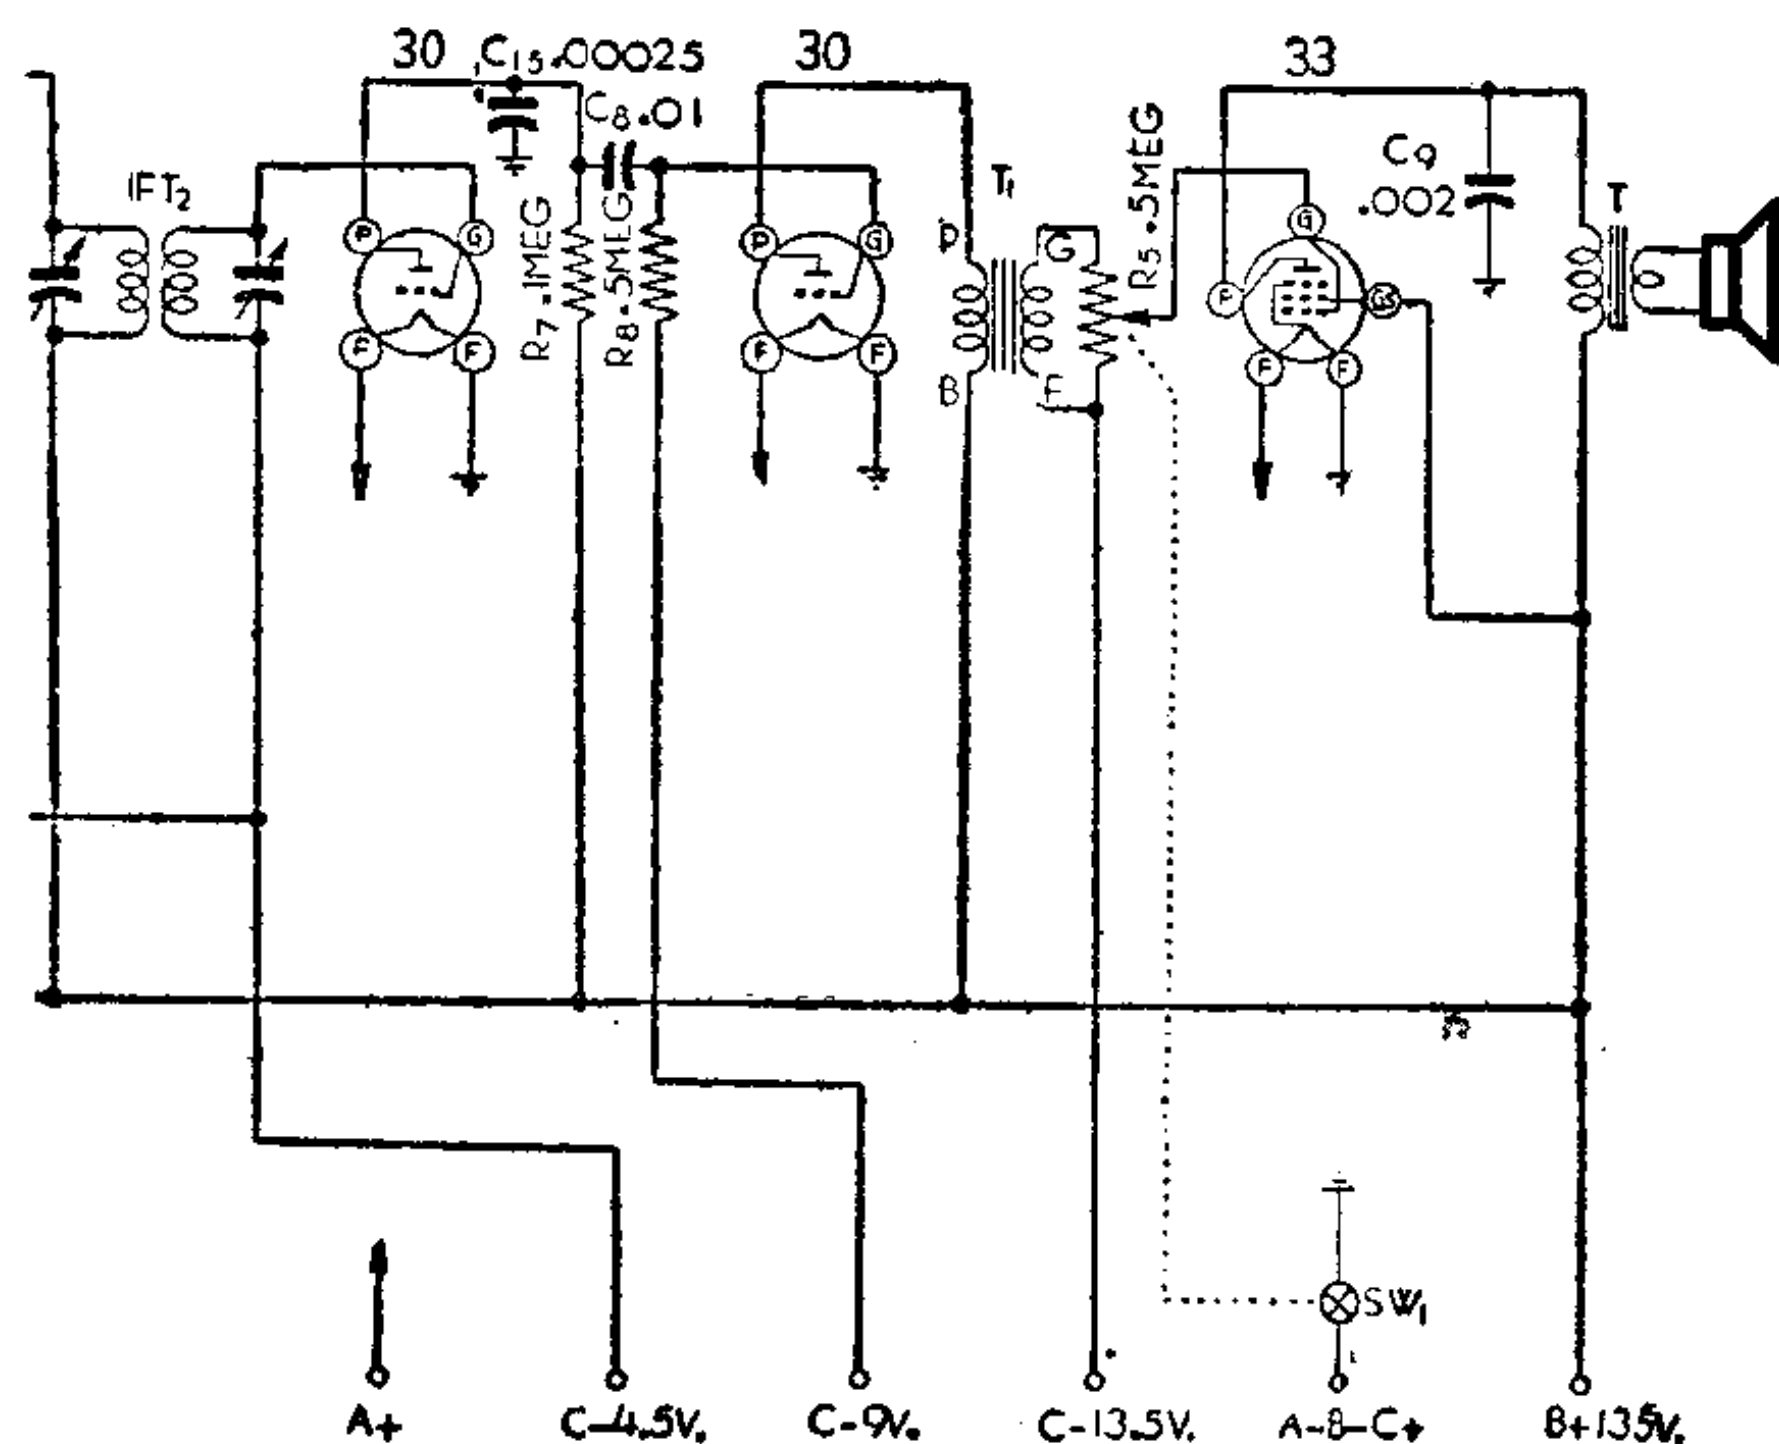 30
C15 .00025
30
33
C8 .01
IFT2
R7 .1MEG
R8 .5MEG
T1
R5 .5MEG
C9
.002
T
P
G
P
G
P
G
G
P
GS
F
F
F
F
B
F
F
F
SW1
A+
C-4.5V.
C-9V.
C-13.5V.
A-B-C+
B+135V.